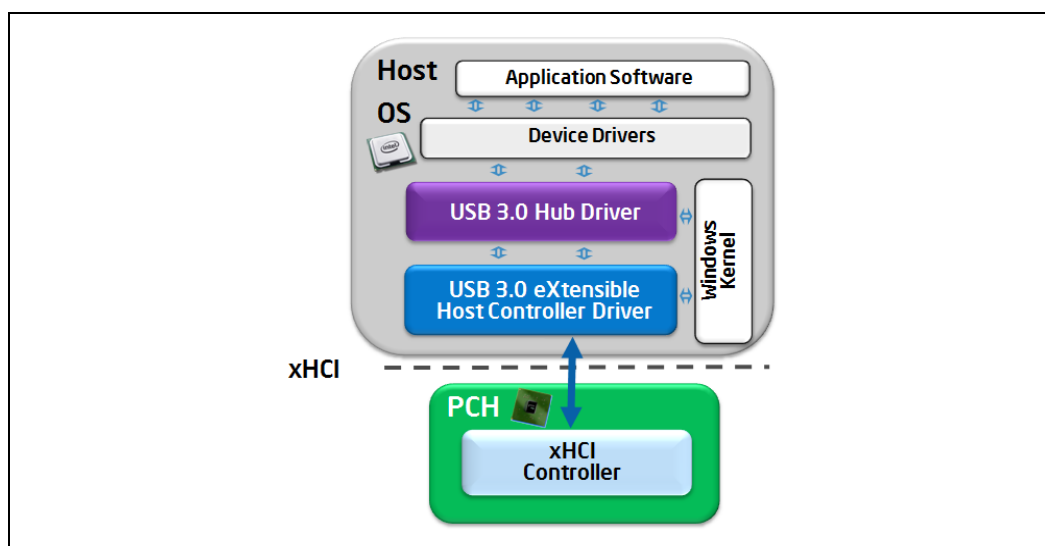 Host
OS
Application Software
Device Drivers
USB 3.0 Hub Driver
USB 3.0 eXtensible
Host Controller Driver
Windows
Kernel
xHCI
PCH
xHCI
Controller
(intel)